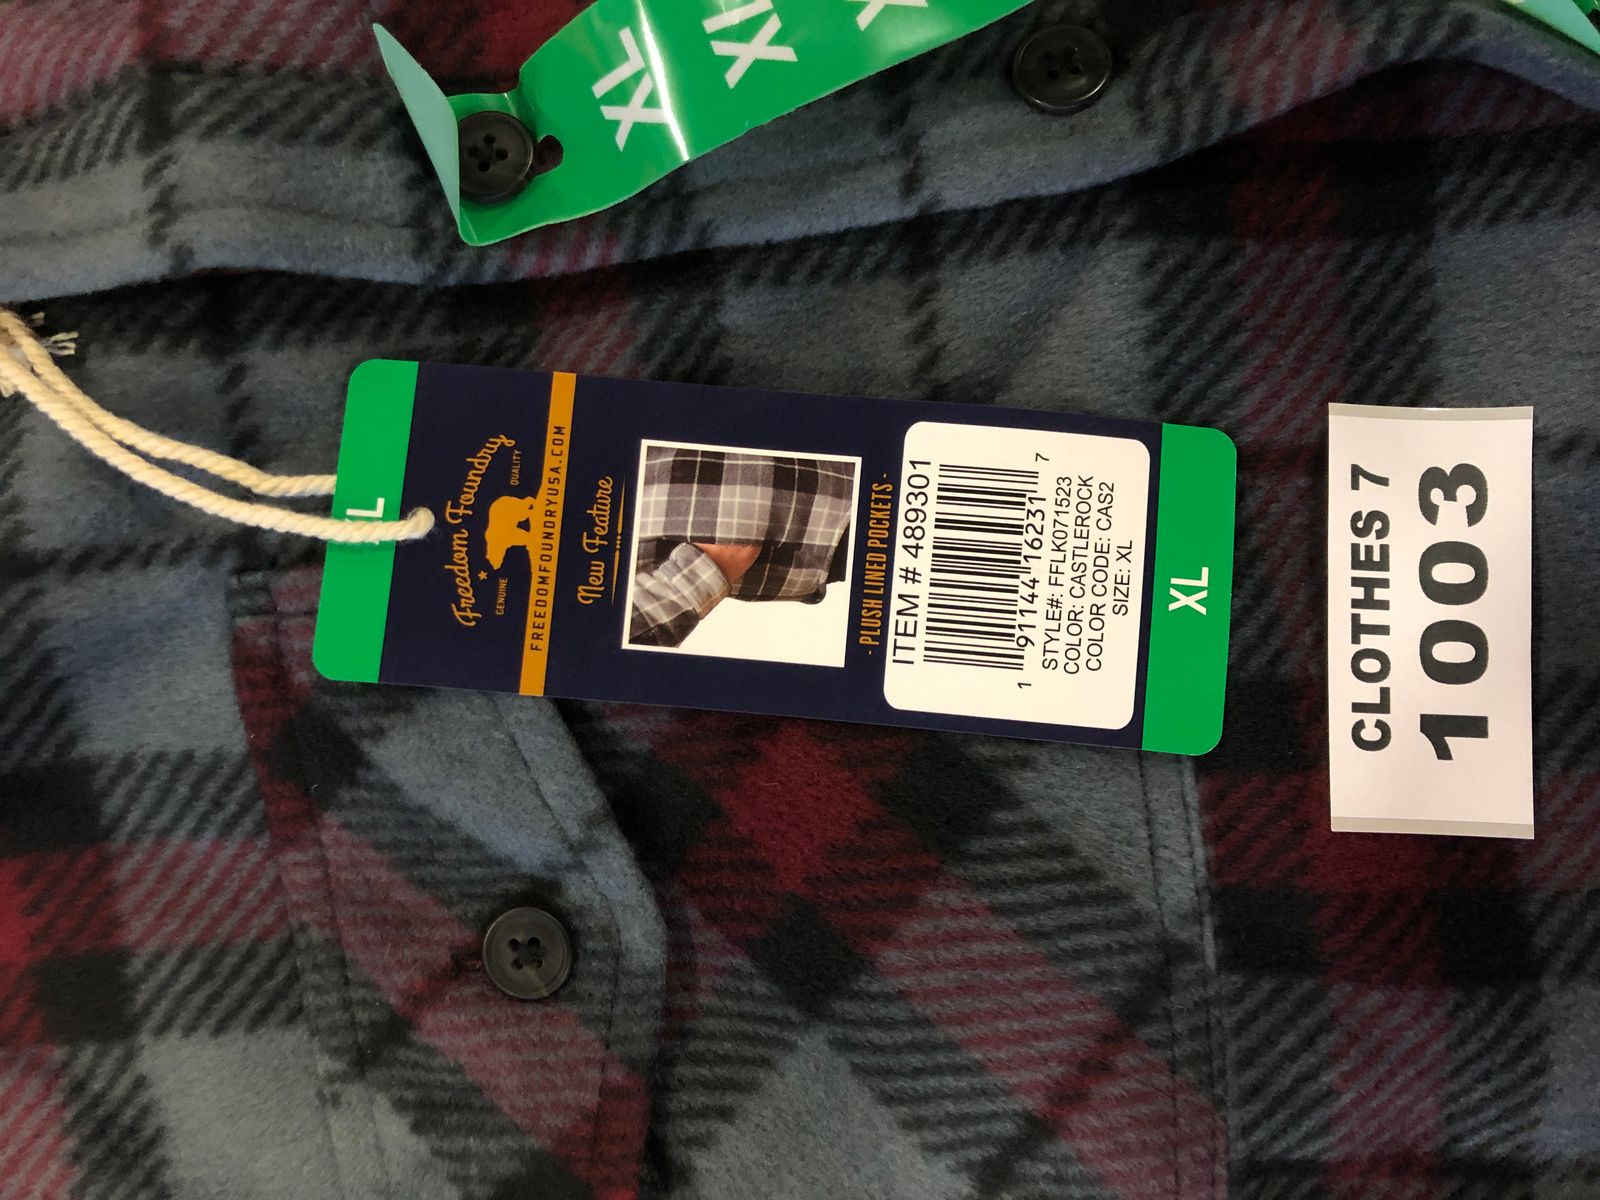 XL
XL
X
XL
Freedom Foundry
GENUINE
QUALITY
FREEDOMFOUNDRYUSA.COM
New Feature
- PLUSH LINED POCKETS -
ITEM # 489301
1 91144 16231 7
STYLE#: FFLK071523
COLOR: CASTLEROCK
COLOR CODE: CAS2
SIZE: XL
XL
CLOTHES 7
1003